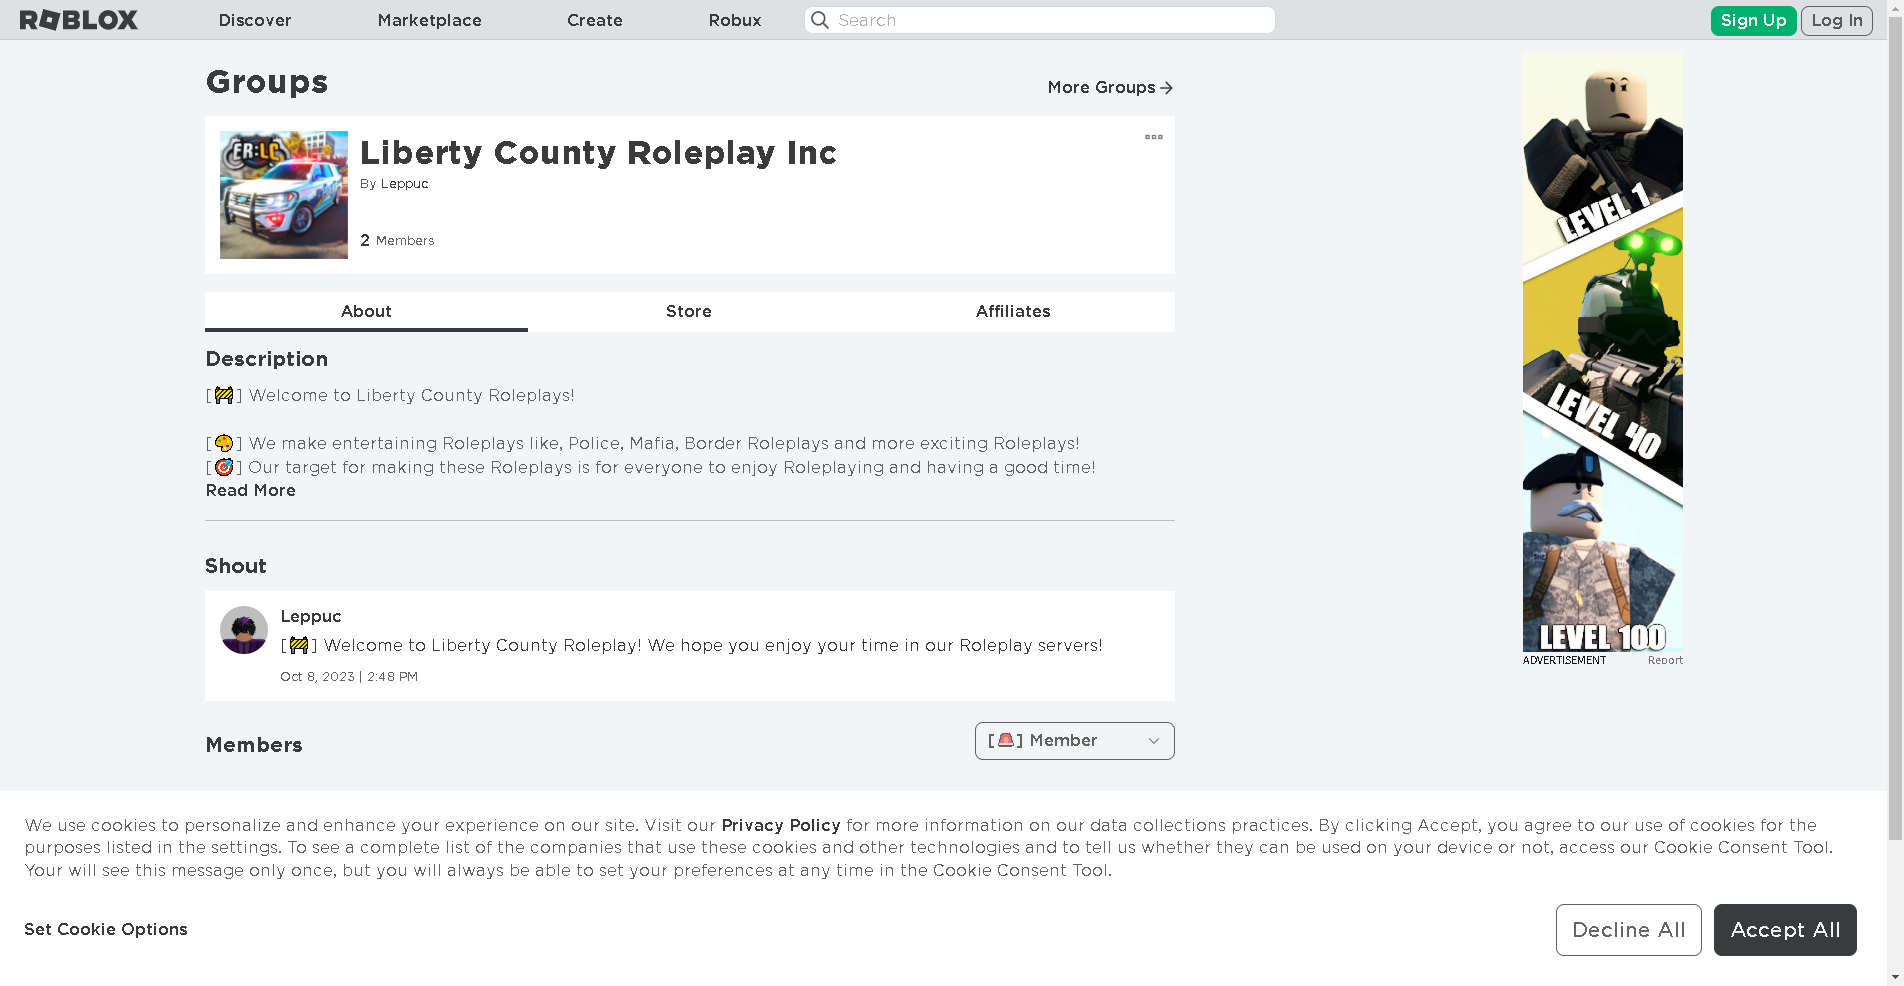 ROBLOX
Discover
Marketplace
Create
Robux
Search
Sign Up
Log In
Groups
More Groups
ER:LC
Liberty County Roleplay Inc
By Leppuc
2 Members
About
Store
Affiliates
Description
[🚧] Welcome to Liberty County Roleplays!
[🎨] We make entertaining Roleplays like, Police, Mafia, Border Roleplays and more exciting Roleplays!
[🎯] Our target for making these Roleplays is for everyone to enjoy Roleplaying and having a good time!
Read More
Shout
Leppuc
[🚧] Welcome to Liberty County Roleplay! We hope you enjoy your time in our Roleplay servers!
Oct 8, 2023 | 2:48 PM
Members
[🚨] Member
LEVEL 1
LEVEL 40
LEVEL 100
ADVERTISEMENT
Report
We use cookies to personalize and enhance your experience on our site. Visit our Privacy Policy for more information on our data collections practices. By clicking Accept, you agree to our use of cookies for the
purposes listed in the settings. To see a complete list of the companies that use these cookies and other technologies and to tell us whether they can be used on your device or not, access our Cookie Consent Tool.
Your will see this message only once, but you will always be able to set your preferences at any time in the Cookie Consent Tool.
Set Cookie Options
Decline All
Accept All